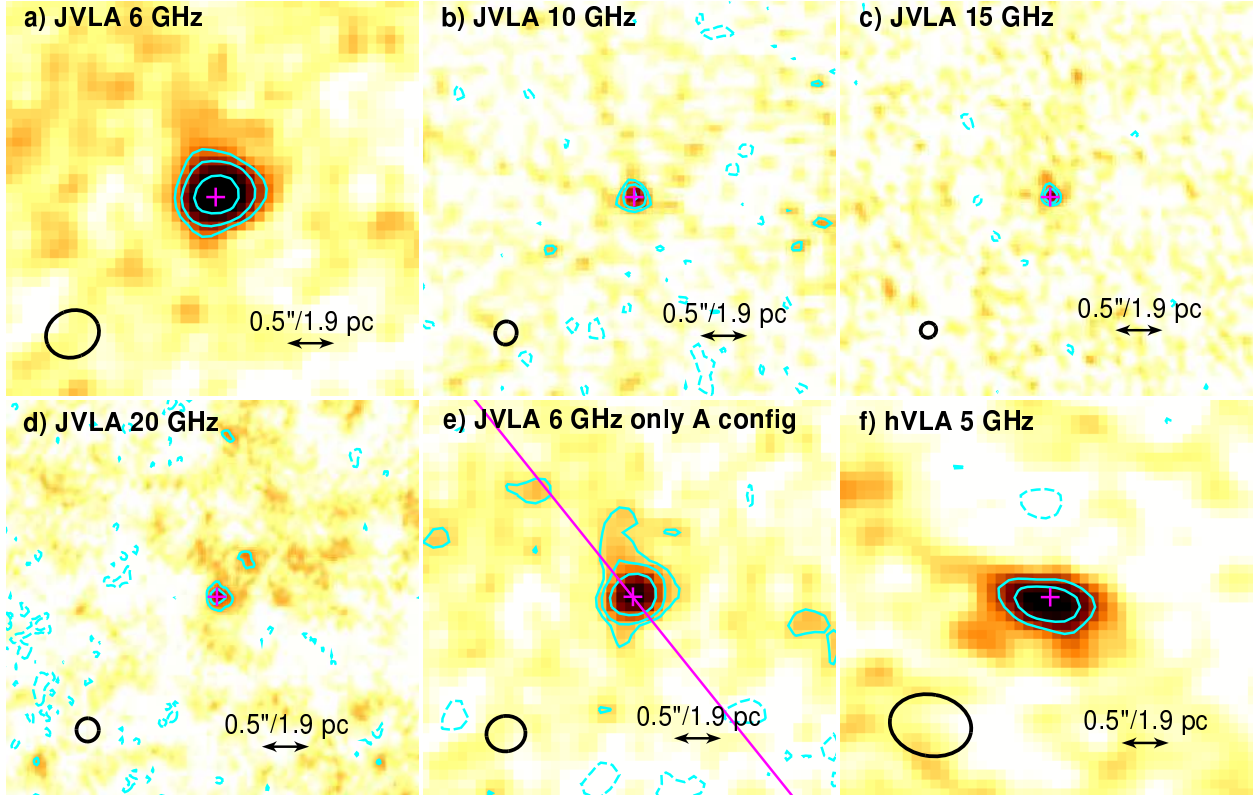 a) JVLA 6 GHz
0.5"/1.9 pc
b) JVLA 10 GHz
0.5"/1.9 pc
c) JVLA 15 GHz
0.5"/1.9 pc
d) JVLA 20 GHz
0.5"/1.9 pc
e) JVLA 6 GHz only A config
0.5"/1.9 pc
f) hVLA 5 GHz
0.5"/1.9 pc